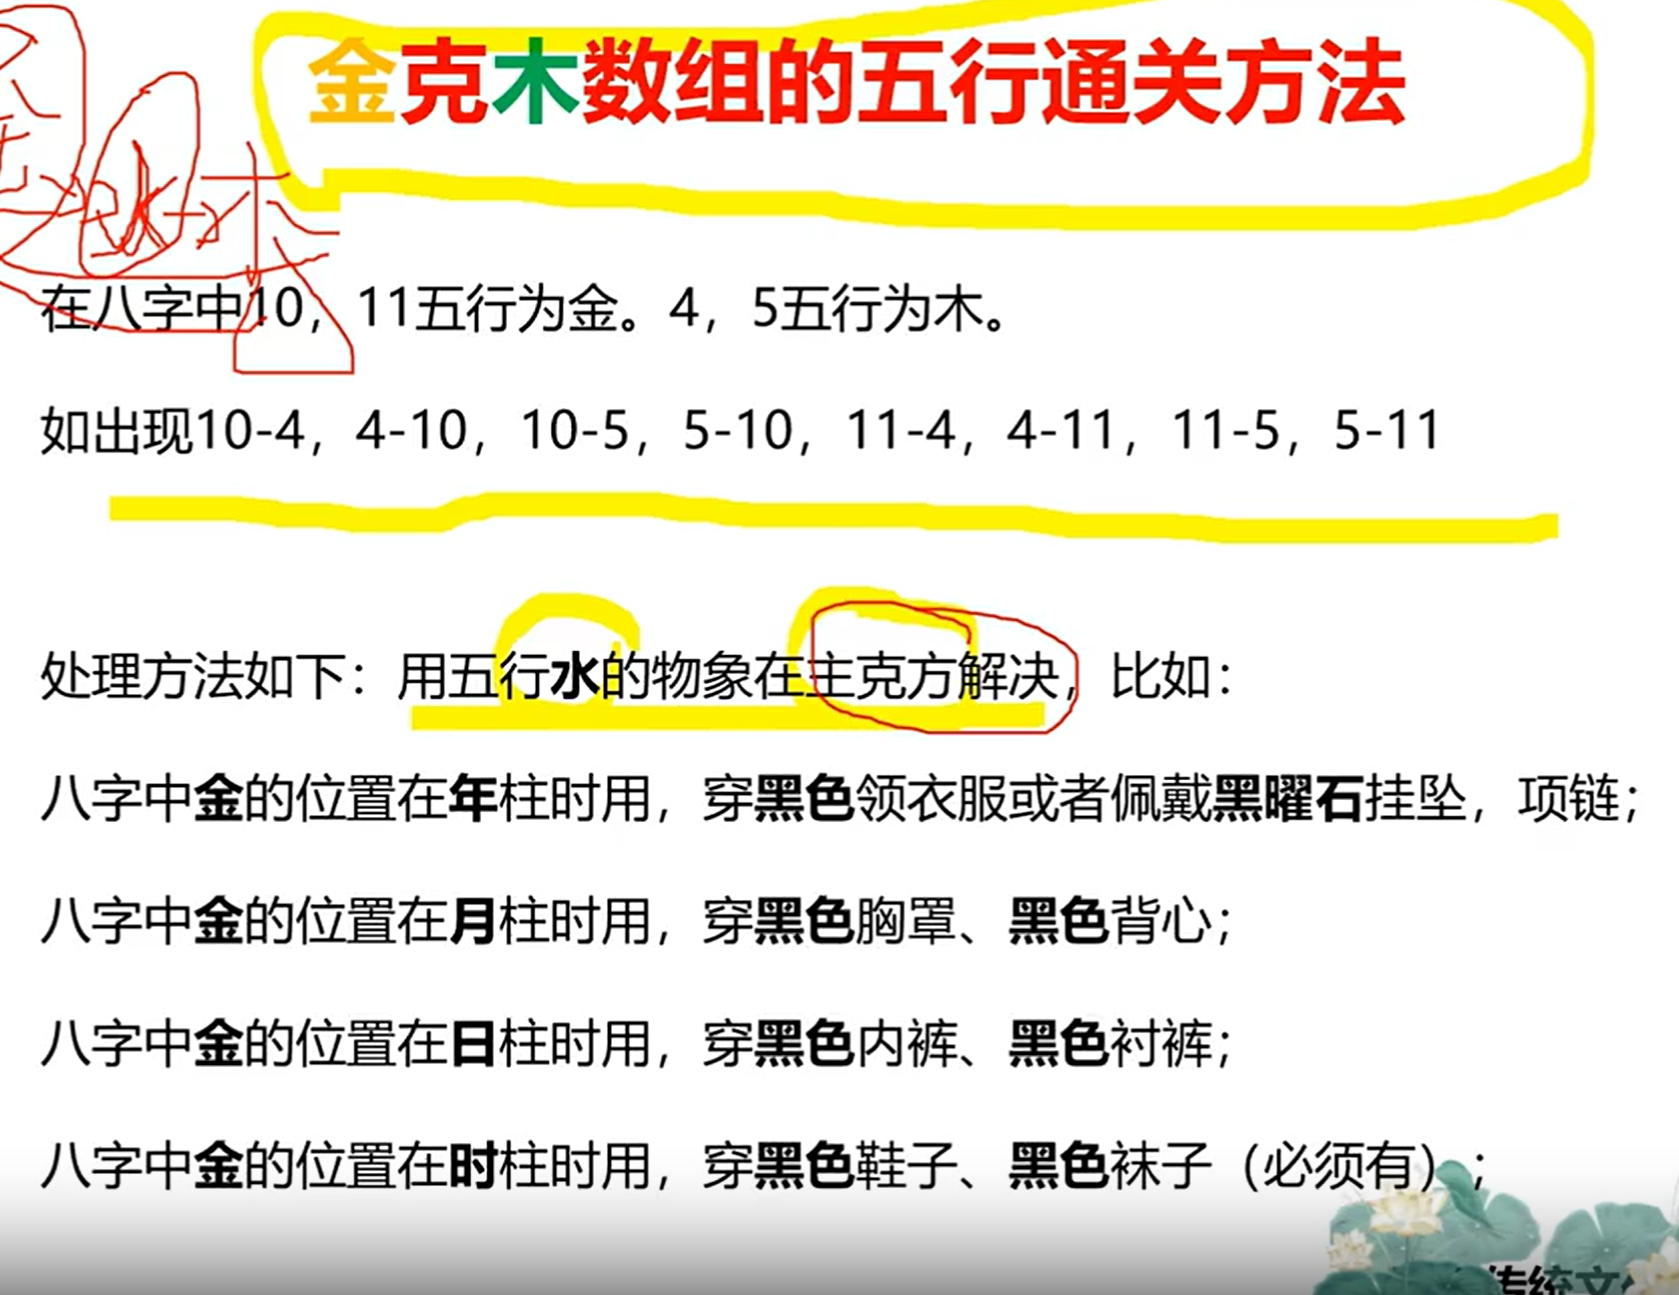 金克木数组的五行通关方法
水 木
在八字中10，11五行为金。4，5五行为木。
如出现10-4，4-10，10-5，5-10，11-4，4-11，11-5，5-11
处理方法如下：用五行水的物象在主克方解决，比如：
八字中金的位置在年柱时用，穿黑色领衣服或者佩戴黑曜石挂坠，项链；
八字中金的位置在月柱时用，穿黑色胸罩、黑色背心；
八字中金的位置在日柱时用，穿黑色内裤、黑色衬裤；
八字中金的位置在时柱时用，穿黑色鞋子、黑色袜子（必须有）；
传统文